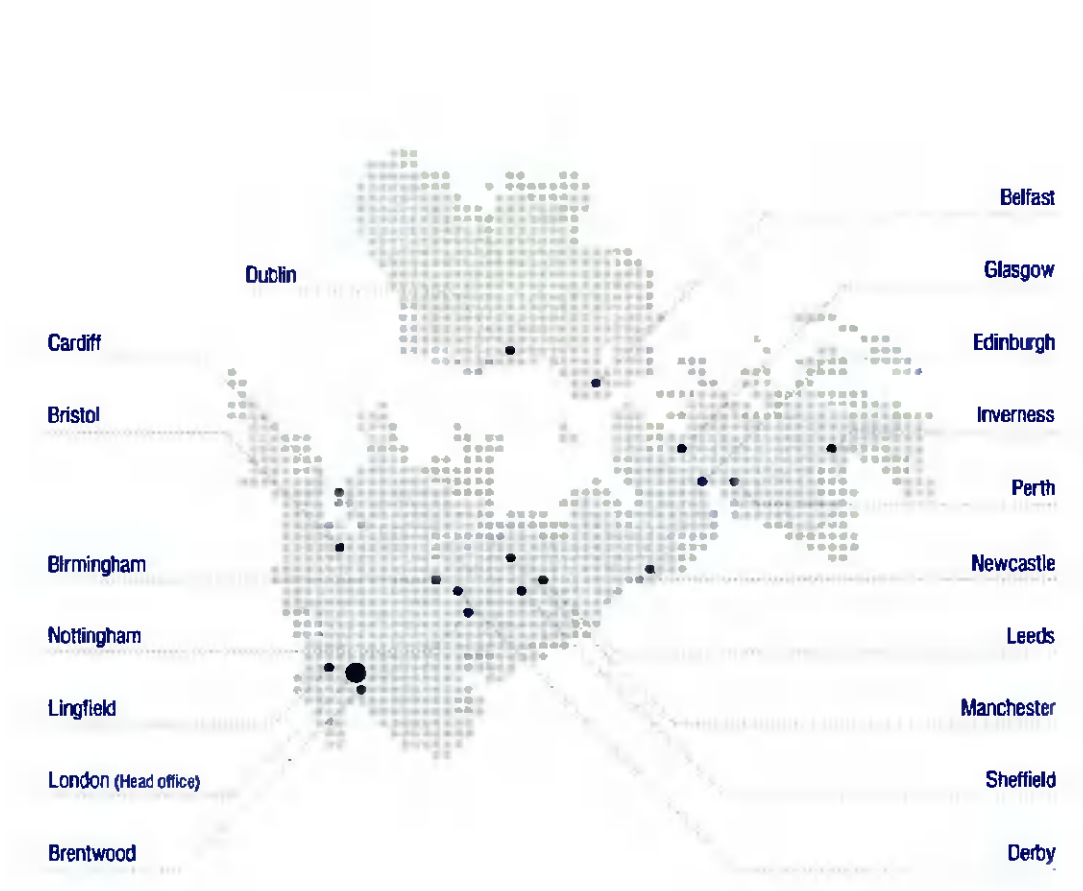 Belfast
Dublin
Glasgow
Cardiff
Edinburgh
Bristol
Inverness
Perth
Birmingham
Newcastle
Nottingham
Leeds
Lingfield
Manchester
London (Head office)
Sheffield
Brentwood
Derby